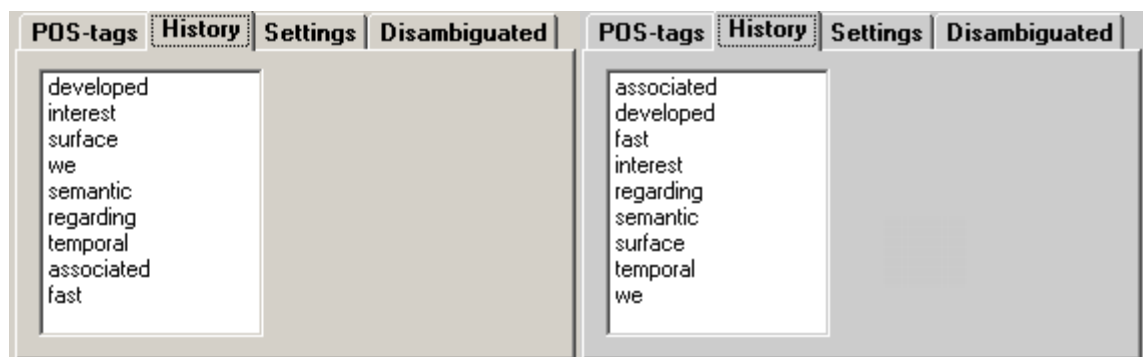 POS-tags History Settings Disambiguated
developed
interest
surface
we
semantic
regarding
temporal
associated
fast
POS-tags History Settings Disambiguated
associated
developed
fast
interest
regarding
semantic
surface
temporal
we